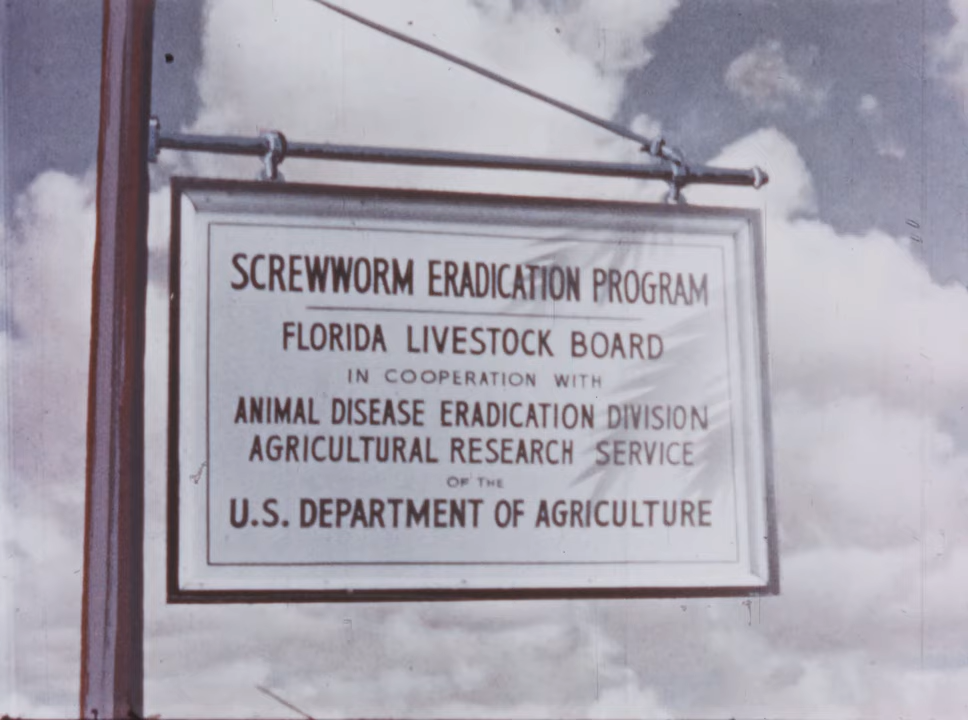 SCREWWORM ERADICATION PROGRAM
FLORIDA LIVESTOCK BOARD
IN COOPERATION WITH
ANIMAL DISEASE ERADICATION DIVISION
AGRICULTURAL RESEARCH SERVICE
OF THE
U.S. DEPARTMENT OF AGRICULTURE